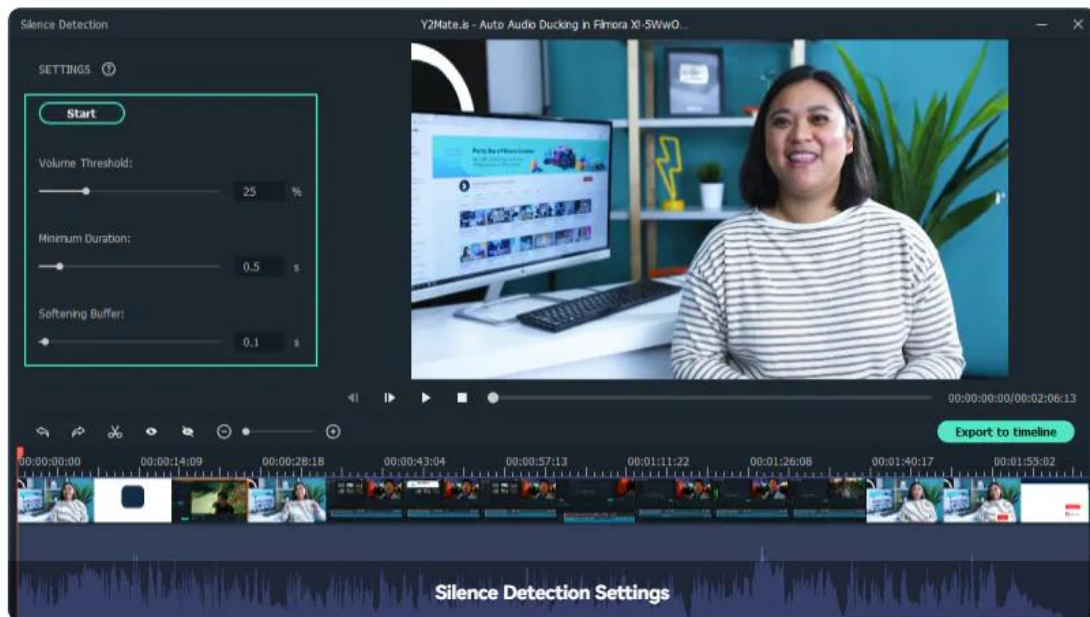 Silence Detection
Y2Mate.is - Auto Audio Ducking in Filmora X!-5WwO...
SETTINGS
Start
Volume Threshold:
25 %
Minimum Duration:
0.5 s
Softening Buffer:
0.1 s
00:00:00:00/00:02:06:13
Export to timeline
00:00:00:00 00:00:14:09 00:00:28:18 00:00:43:04 00:00:57:13 00:01:11:22 00:01:26:08 00:01:40:17 00:01:55:02
Silence Detection Settings